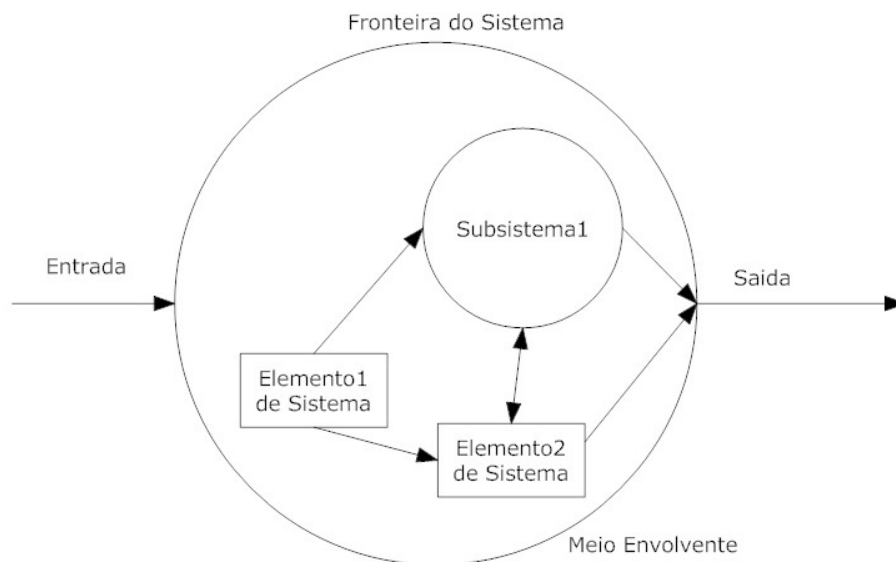 Fronteira do Sistema
Subsistema1
Entrada
Saida
Elemento1
de Sistema
Elemento2
de Sistema
Meio Envolvente